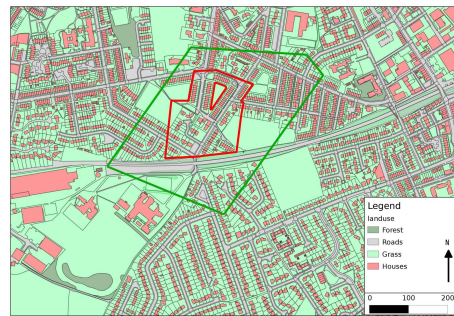 Legend
landuse
Forest
Roads
Grass
Houses
N
0 100 200